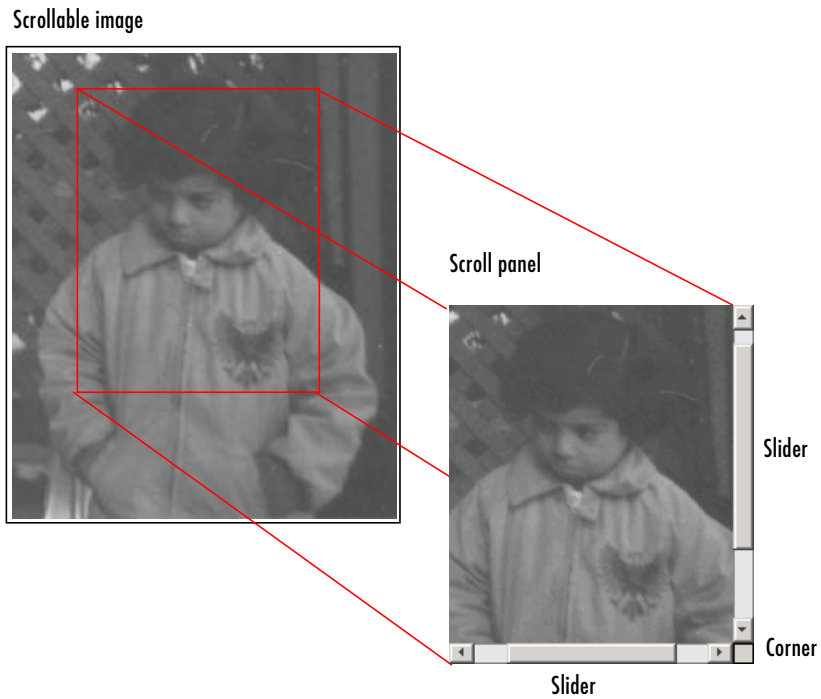 Scrollable image
Scroll panel
Slider
Corner
Slider